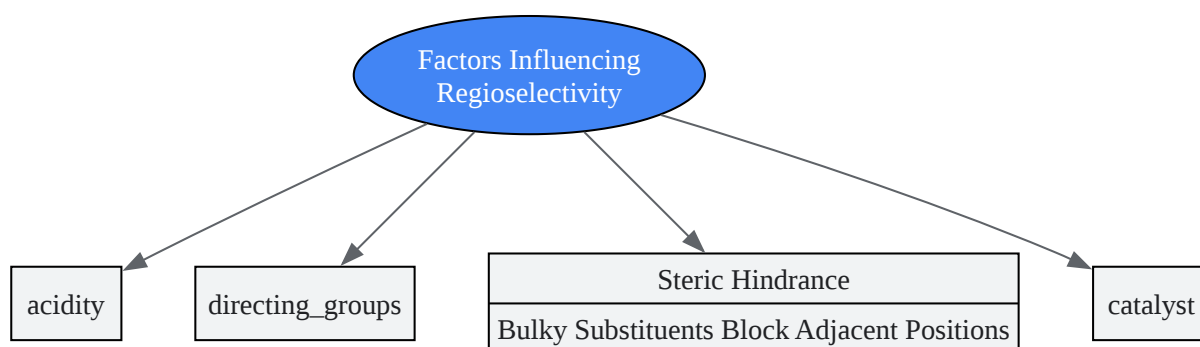 Factors Influencing
Regioselectivity
acidity
directing_groups
Steric Hindrance
Bulky Substituents Block Adjacent Positions
catalyst